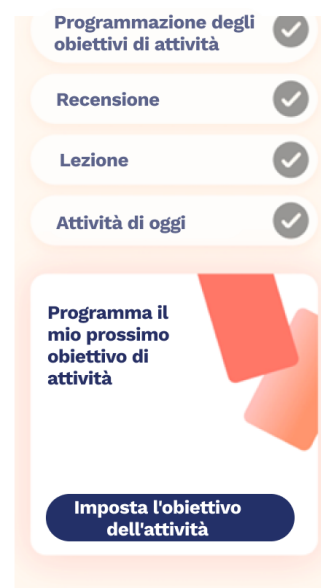 Programmazione degli
obiettivi di attività
Recensione
Lezione
Attività di oggi
Programma il
mio prossimo
obiettivo di
attività
Imposta l'obiettivo
dell'attività